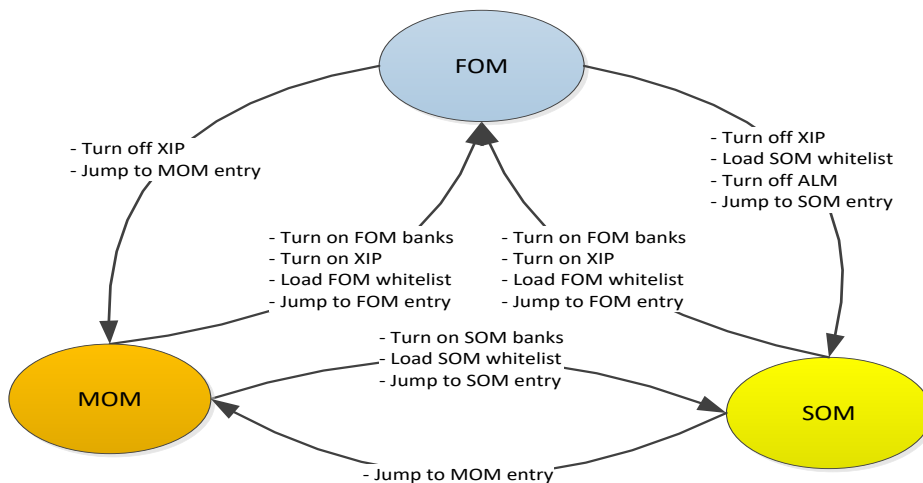 FOM
- Turn off XIP
- Jump to MOM entry
- Turn off XIP
- Load SOM whitelist
- Turn off ALM
- Jump to SOM entry
- Turn on FOM banks
- Turn on XIP
- Load FOM whitelist
- Jump to FOM entry
- Turn on FOM banks
- Turn on XIP
- Load FOM whitelist
- Jump to FOM entry
- Turn on SOM banks
- Load SOM whitelist
- Jump to SOM entry
MOM
SOM
- Jump to MOM entry